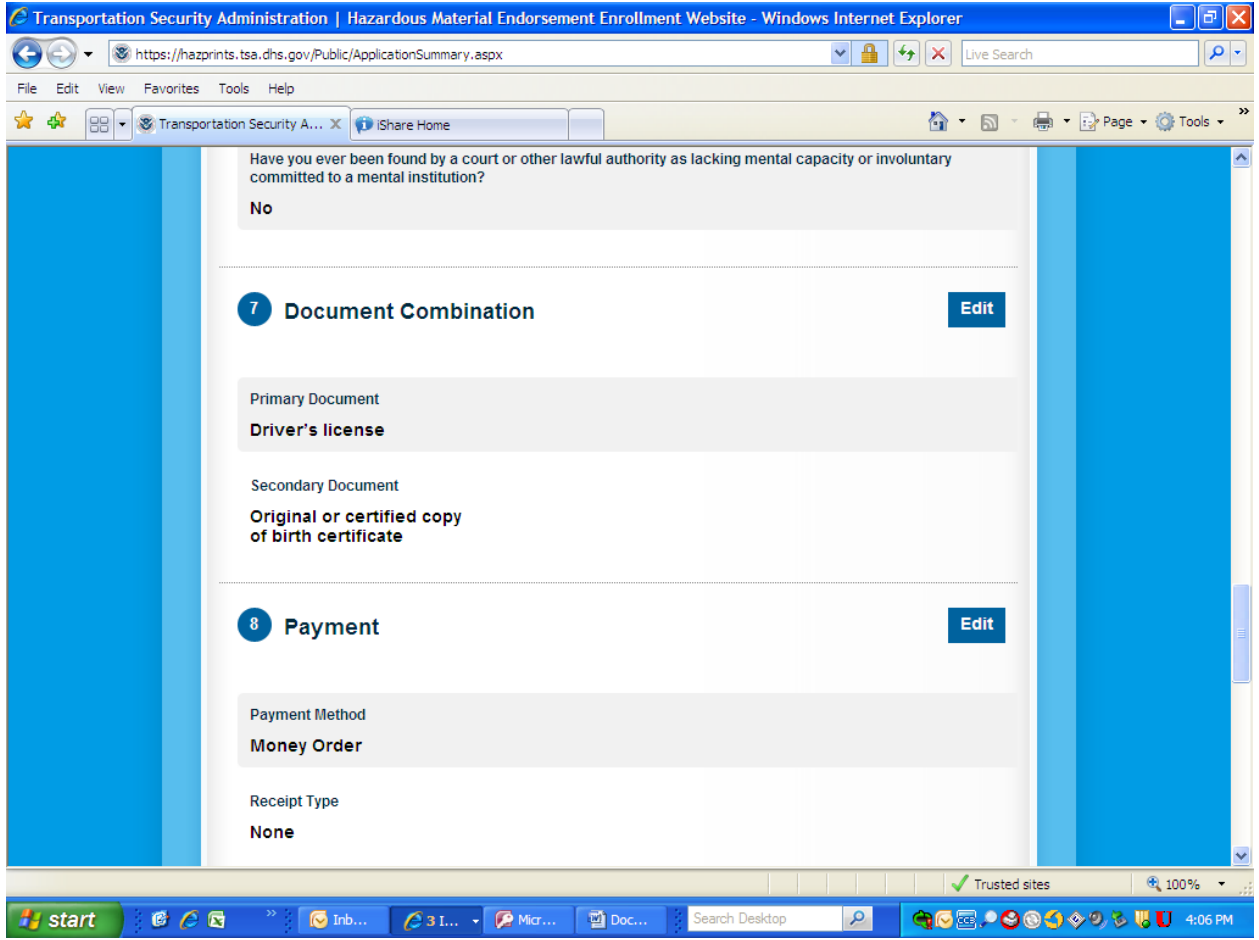 Transportation Security Administration | Hazardous Material Endorsement Enrollment Website - Windows Internet Explorer
https://hazprints.tsa.dhs.gov/Public/ApplicationSummary.aspx
Live Search
File Edit View Favorites Tools Help
Transportation Security A... X iShare Home
Page Tools
Have you ever been found by a court or other lawful authority as lacking mental capacity or involuntary
committed to a mental institution?
No
7 Document Combination Edit
Primary Document
Driver's license
Secondary Document
Original or certified copy
of birth certificate
8 Payment Edit
Payment Method
Money Order
Receipt Type
None
Trusted sites 100%
start Inb... 3 I... Micr... Doc... Search Desktop 4:06 PM